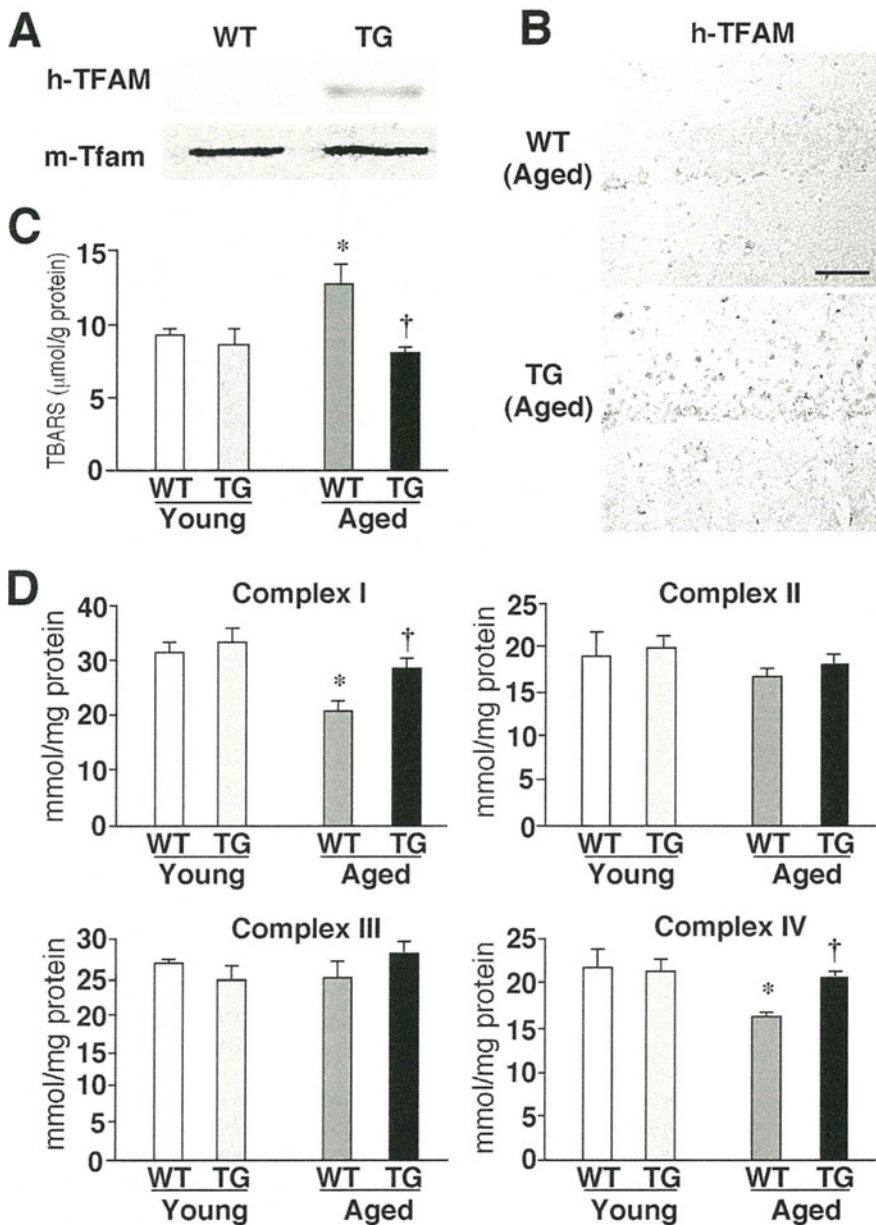 A
WT TG
h-TFAM
m-Tfam
B
h-TFAM
WT
(Aged)
TG
(Aged)
C
TBARS (μmol/g protein)
15
10
5
0
*
†
WT TG WT TG
Young Aged
D
Complex I
mmol/mg protein
40
30
20
10
0
*
†
WT TG WT TG
Young Aged
Complex II
mmol/mg protein
25
20
15
10
5
0
WT TG WT TG
Young Aged
Complex III
mmol/mg protein
30
25
20
15
10
5
0
WT TG WT TG
Young Aged
Complex IV
mmol/mg protein
25
20
15
10
5
0
*
†
WT TG WT TG
Young Aged